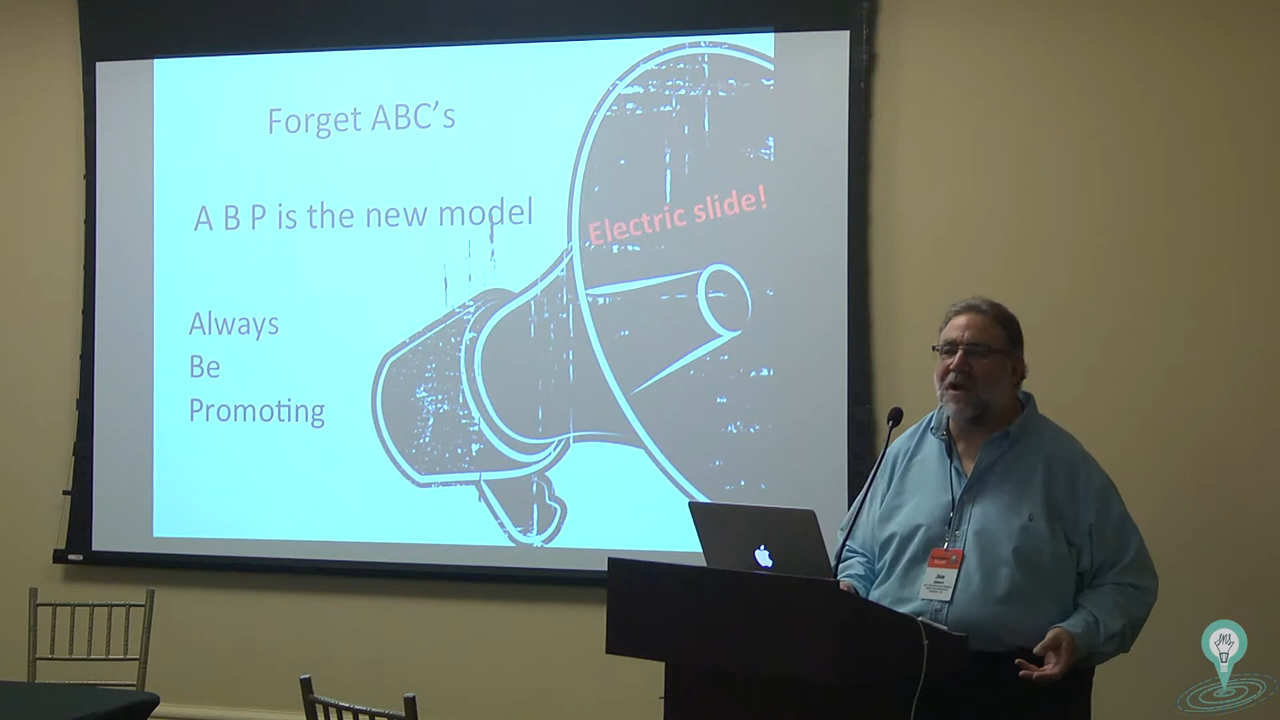 Forget ABC's
A B P is the new model
Electric slide!
Always
Be
Promoting